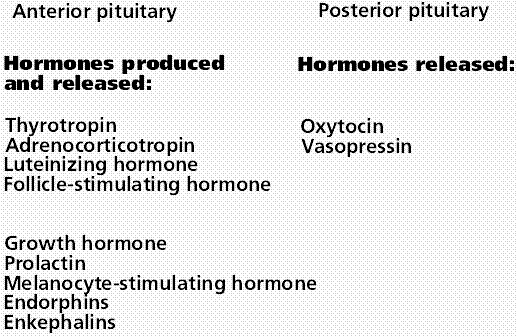 Anterior pituitary
Hormones produced
and released:
Thyrotropin
Adrenocorticotropin
Luteinizing hormone
Follicle-stimulating hormone
Growth hormone
Prolactin
Melanocyte-stimulating hormone
Endorphins
Enkephalins
Posterior pituitary
Hormones released:
Oxytocin
Vasopressin